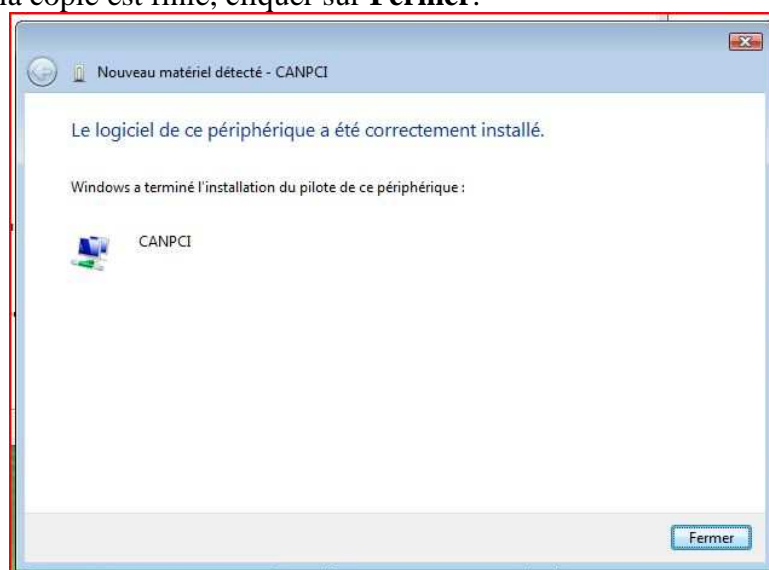 la copie est finie, cliquer sur Fermer.
Nouveau matériel détecté - CANPCI
Le logiciel de ce périphérique a été correctement installé.
Windows a terminé l'installation du pilote de ce périphérique :
CANPCI
Fermer